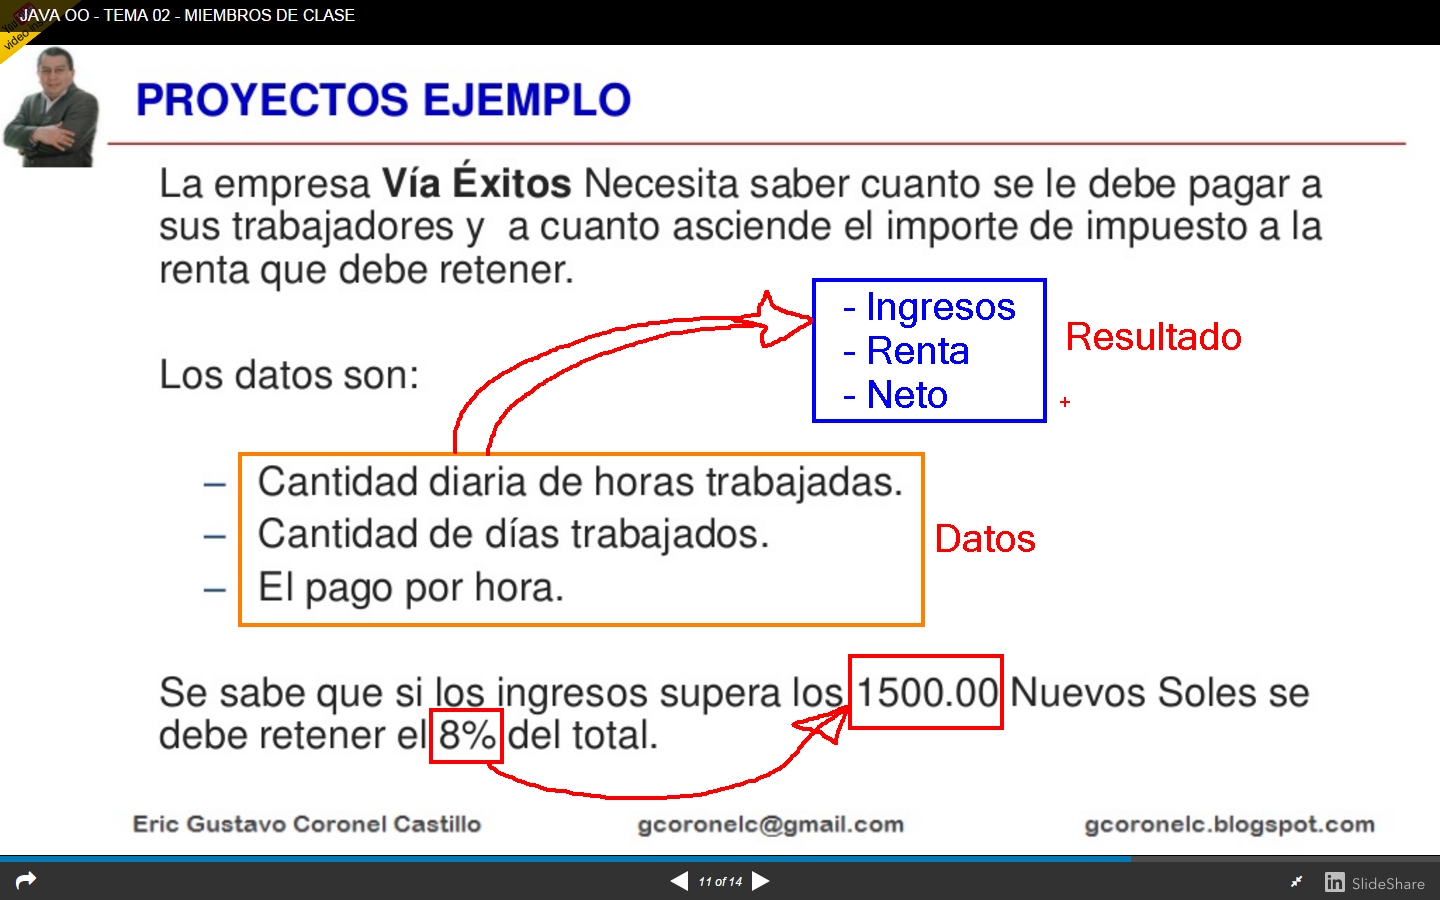 JAVA OO - TEMA 02 - MIEMBROS DE CLASE
PROYECTOS EJEMPLO
La empresa Vía Éxitos Necesita saber cuanto se le debe pagar a
sus trabajadores y a cuanto asciende el importe de impuesto a la
renta que debe retener.
- Ingresos
- Renta
- Neto
Resultado
Los datos son:
– Cantidad diaria de horas trabajadas.
– Cantidad de días trabajados.
– El pago por hora.
Datos
Se sabe que si los ingresos supera los 1500.00 Nuevos Soles se
debe retener el 8% del total.
Eric Gustavo Coronel Castillo gcoronelc@gmail.com gcoronelc.blogspot.com
11 of 14
in SlideShare